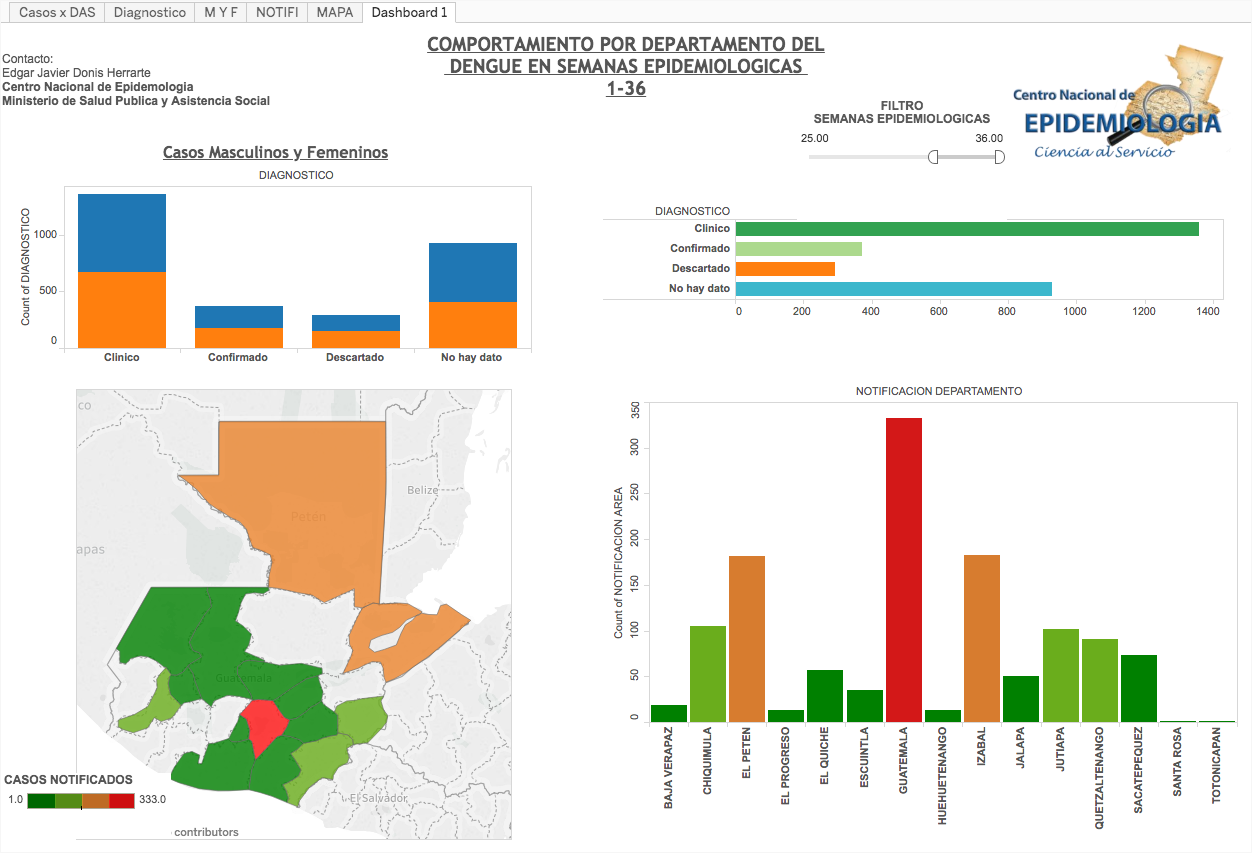 Casos x DAS
Diagnostico
M Y F
NOTIFI
MAPA
Dashboard 1
COMPORTAMIENTO POR DEPARTAMENTO DEL
DENGUE EN SEMANAS EPIDEMIOLOGICAS
1-36
Contacto:
Edgar Javier Donis Herrarte
Centro Nacional de Epidemologia
Ministerio de Salud Publica y Asistencia Social
FILTRO
SEMANAS EPIDEMIOLOGICAS
25.00
36.00
Centro Nacional de
EPIDEMIOLOGIA
Ciencia al Servicio
Casos Masculinos y Femeninos
DIAGNOSTICO
Count of DIAGNOSTICO
1000
500
0
Clinico
Confirmado
Descartado
No hay dato
DIAGNOSTICO
Clinico
Confirmado
Descartado
No hay dato
0
200
400
600
800
1000
1200
1400
co
apas
Belize
Petén
Guatemala
El Salvador
CASOS NOTIFICADOS
1.0
333.0
contributors
NOTIFICACION DEPARTAMENTO
Count of NOTIFICACION AREA
350
300
250
200
150
100
50
0
BAJA VERAPAZ
CHIQUIMULA
EL PETEN
EL PROGRESO
EL QUICHE
ESCUINTLA
GUATEMALA
HUEHUETENANGO
IZABAL
JALAPA
JUTIAPA
QUETZALTENANGO
SACATEPEQUEZ
SANTA ROSA
TOTONICAPAN